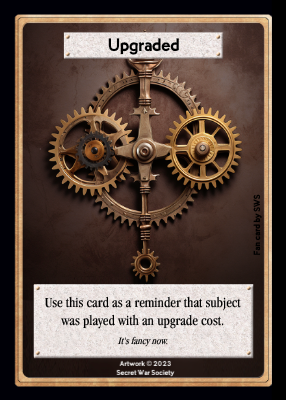 Upgraded
Fan card by SWS
Use this card as a reminder that subject
was played with an upgrade cost.
It's fancy now.
Artwork © 2023
Secret War Society